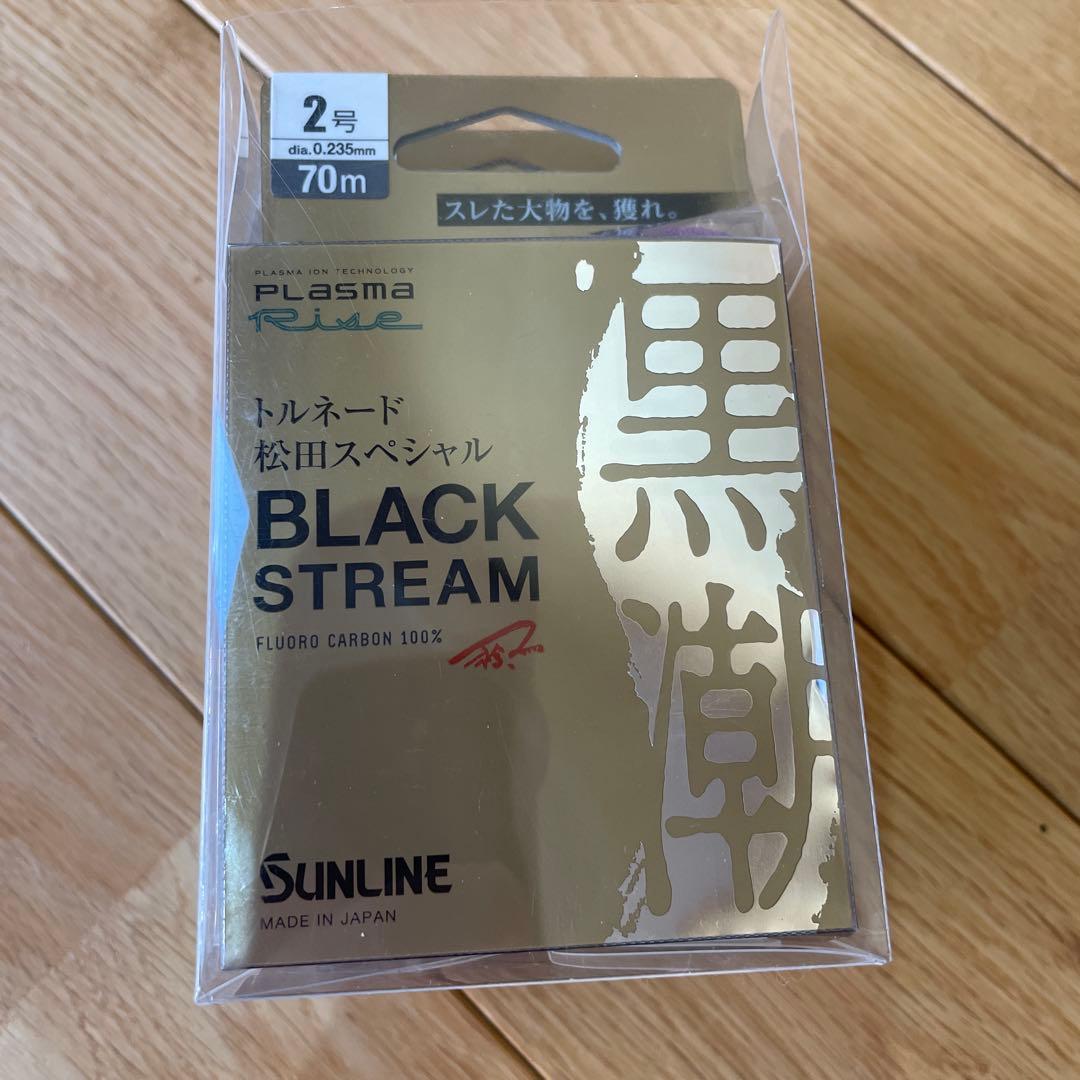 2号
dia.0.235mm
70m
スレた大物を、獲れ。
PLASMA ION TECHNOLOGY
PLasma
Rise
トルネード
松田スペシャル
BLACK
STREAM
FLUORO CARBON 100%
黒潮
SUNLINE
MADE IN JAPAN